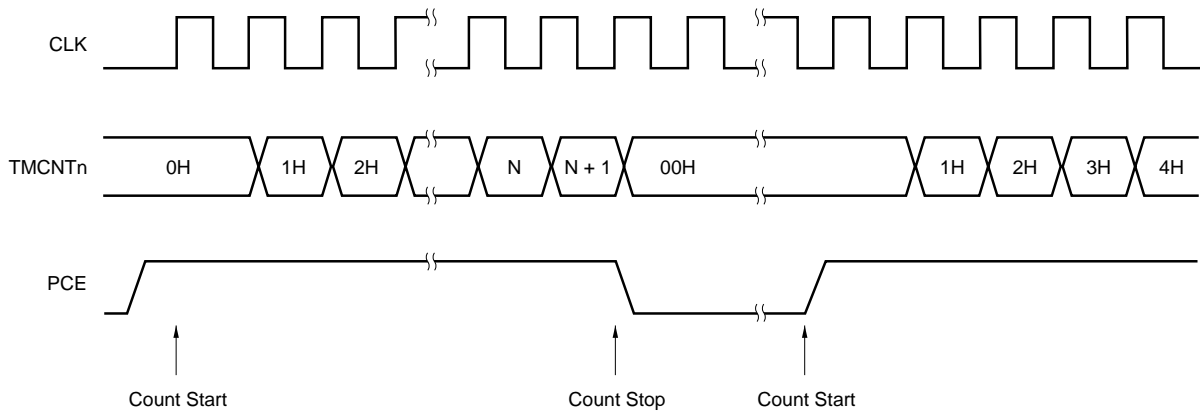 CLK
TMCNTn
0H
1H
2H
N
N + 1
00H
1H
2H
3H
4H
PCE
Count Start
Count Stop
Count Start